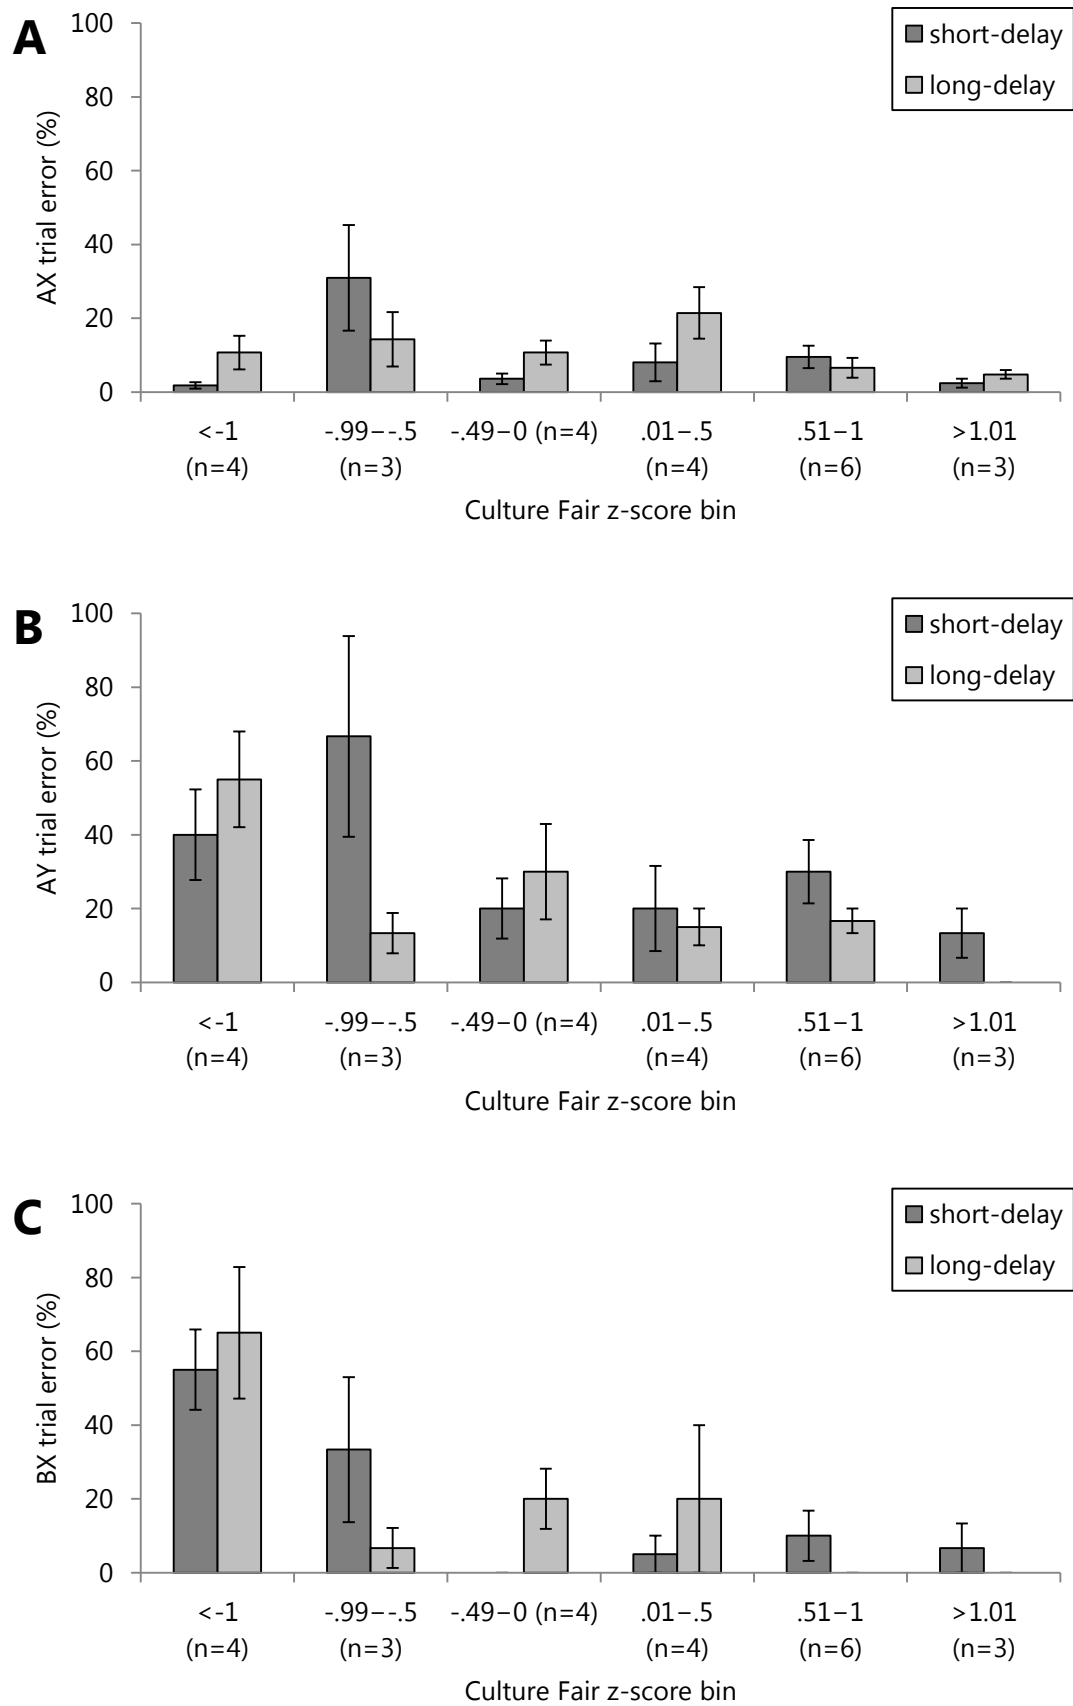 A
100
80
60
40
20
0
AX trial error (%)
short-delay
long-delay
<-1 -.99–-.5 -.49–0 (n=4) .01–.5 .51–1 >1.01
(n=4) (n=3) (n=4) (n=6) (n=3)
Culture Fair z-score bin
B
100
80
60
40
20
0
AY trial error (%)
short-delay
long-delay
<-1 -.99–-.5 -.49–0 (n=4) .01–.5 .51–1 >1.01
(n=4) (n=3) (n=4) (n=6) (n=3)
Culture Fair z-score bin
C
100
80
60
40
20
0
BX trial error (%)
short-delay
long-delay
<-1 -.99–-.5 -.49–0 (n=4) .01–.5 .51–1 >1.01
(n=4) (n=3) (n=4) (n=6) (n=3)
Culture Fair z-score bin